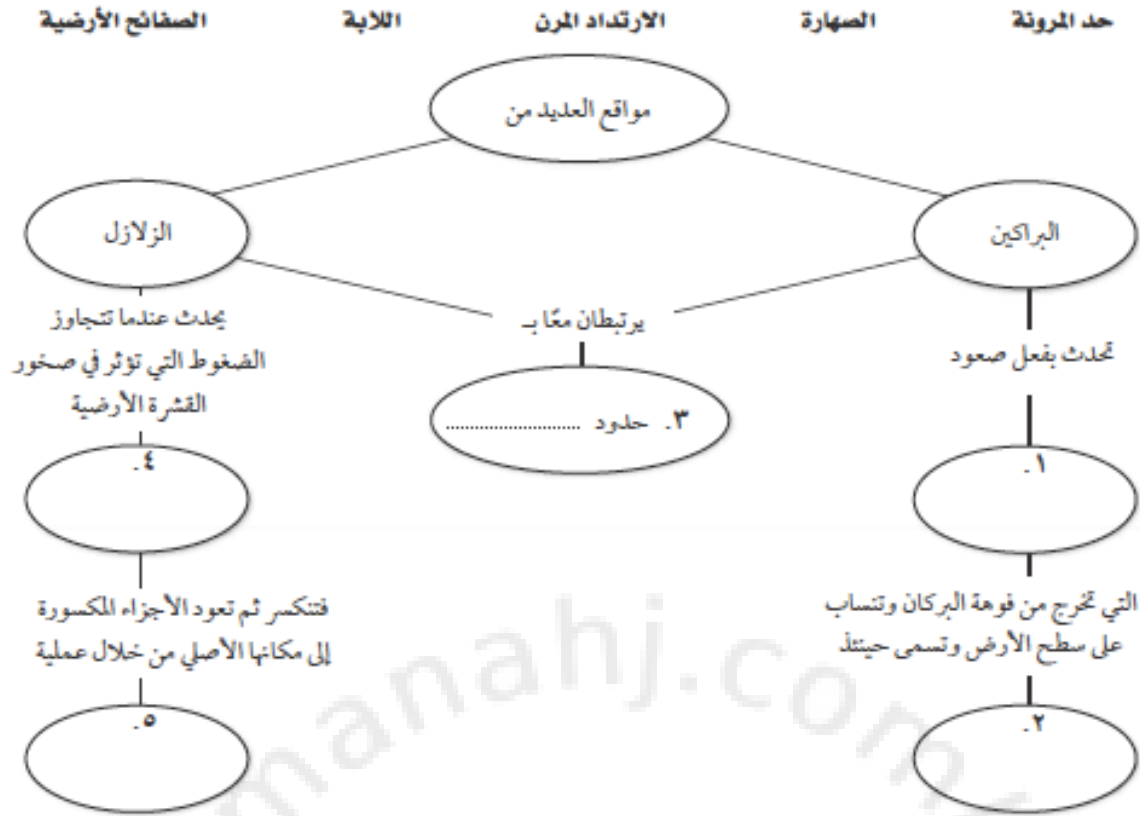 حد المرونة الصهارة الارتداد المرن اللابة الصفائح الأرضية
مواقع العديد من
البراكين
الزلازل
تحدث بفعل صعود
١.
التي تخرج من فوهة البركان وتنساب
على سطح الأرض وتسمى حينئذ
٢.
يرتبطان معًا بـ
٣. حدود ........................
يحدث عندما تتجاوز
الضغوط التي تؤثر في صخور
القشرة الأرضية
٤.
فتنكسر ثم تعود الأجزاء المكسورة
إلى مكانها الأصلي من خلال عملية
٥.
manahj.com